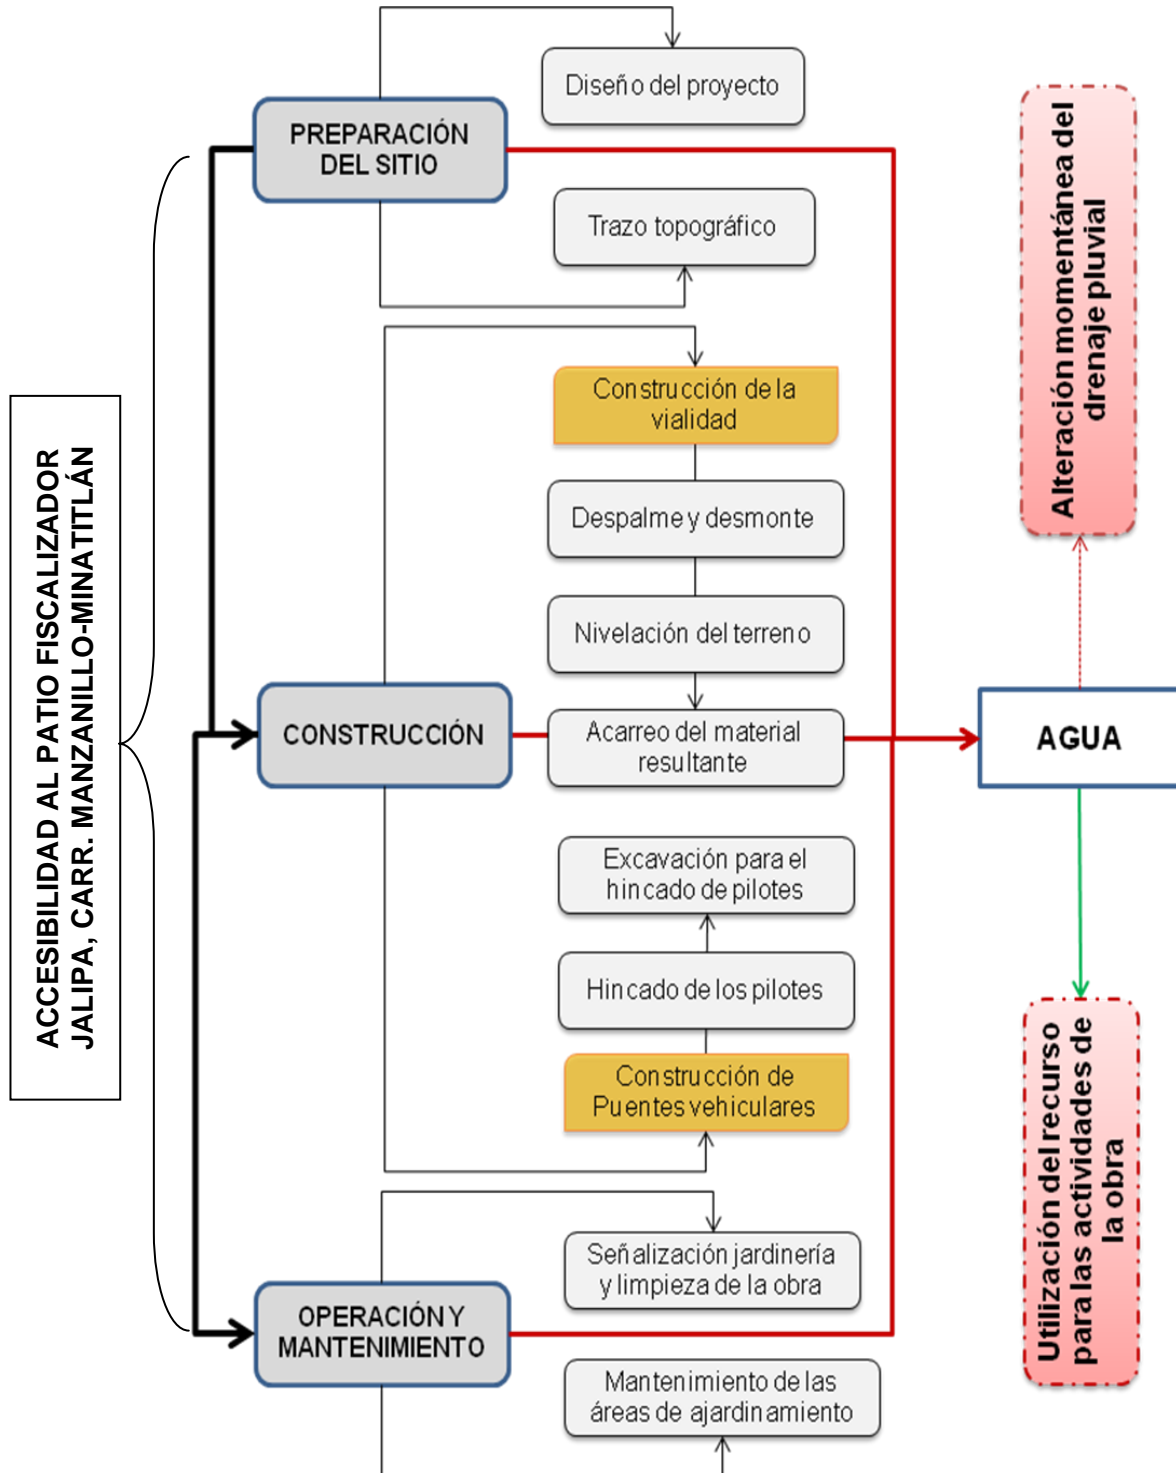 ACCESIBILIDAD AL PATIO FISCALIZADOR
JALIPA, CARR. MANZANILLO-MINATITLÁN
PREPARACIÓN
DEL SITIO
Diseño del proyecto
Trazo topográfico
Construcción de la
vialidad
Despalme y desmonte
Nivelación del terreno
CONSTRUCCIÓN
Acarreo del material
resultante
Excavación para el
hincado de pilotes
Hincado de los pilotes
Construcción de
Puentes vehiculares
Señalización jardinería
y limpieza de la obra
OPERACIÓN Y
MANTENIMIENTO
Mantenimiento de las
áreas de ajardinamiento
Alteración momentánea del
drenaje pluvial
AGUA
Utilización del recurso
para las actividades de
la obra